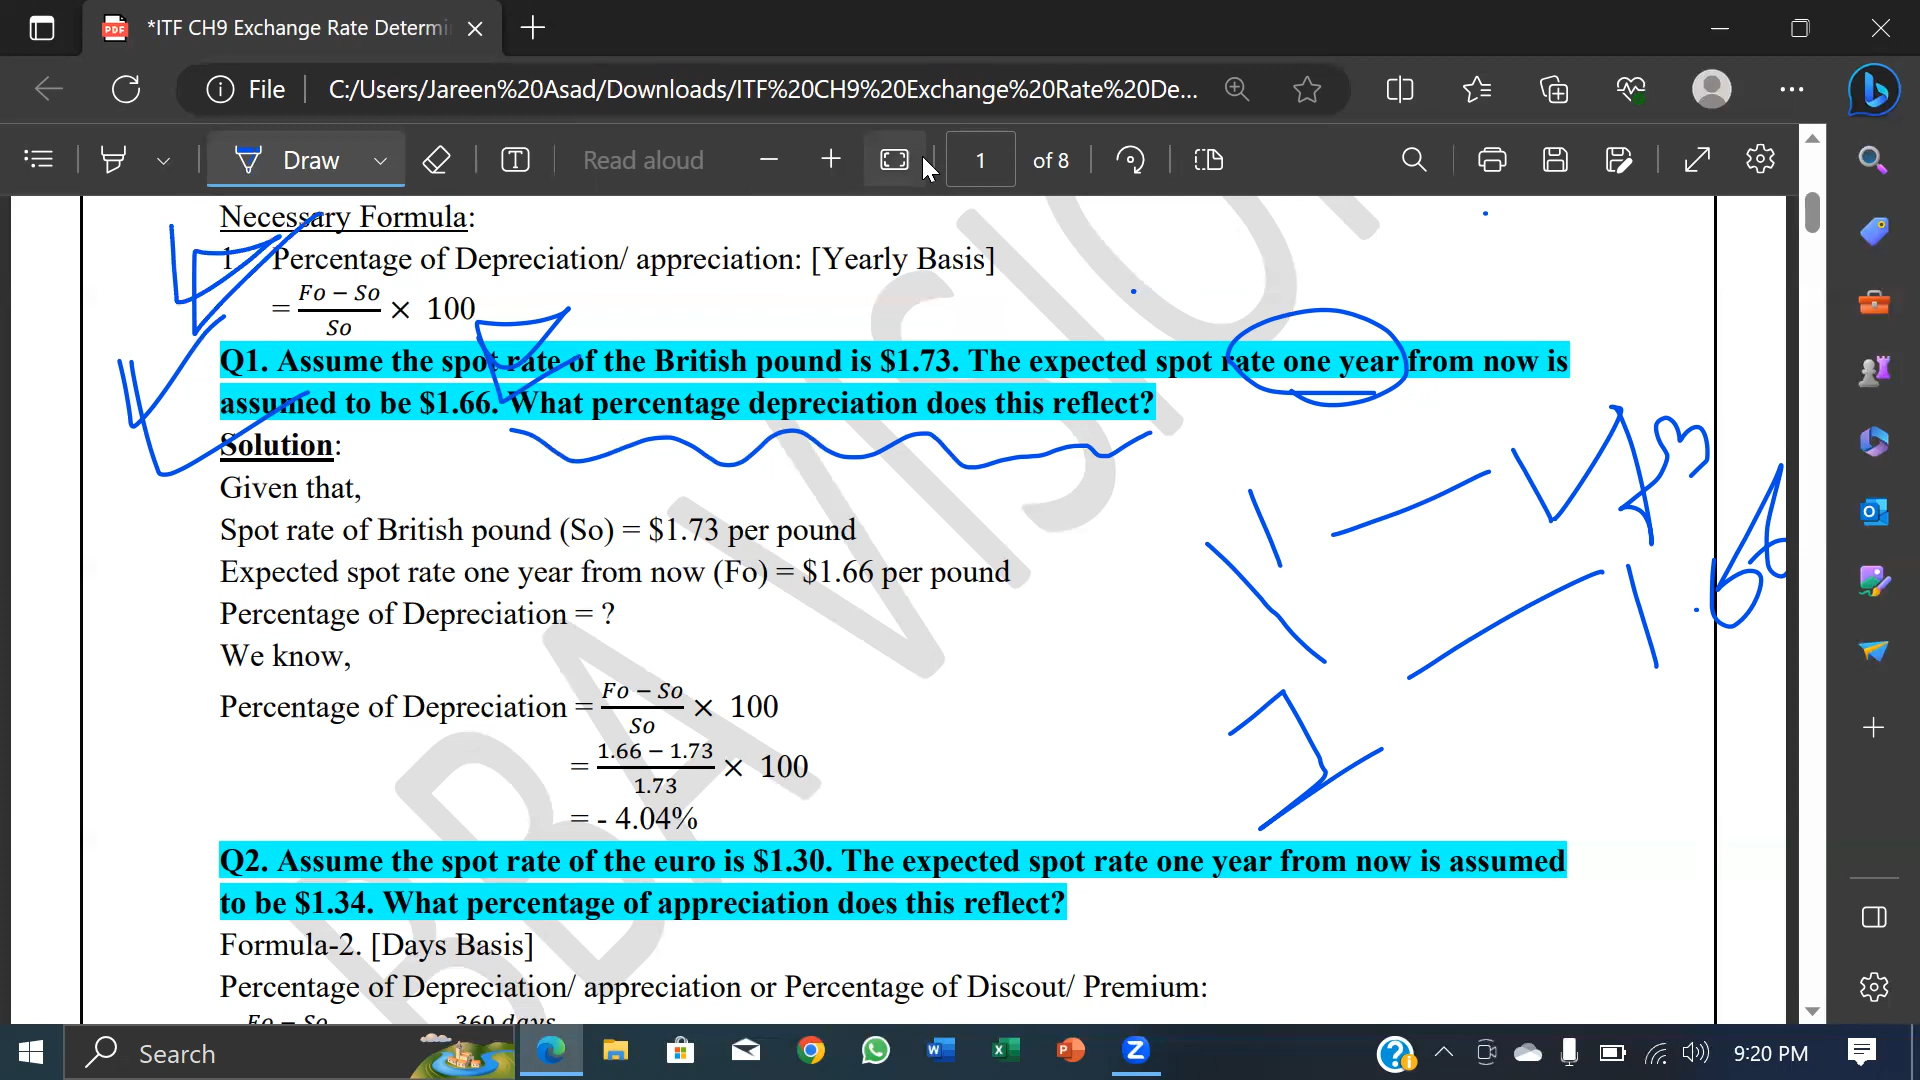 *ITF CH9 Exchange Rate Determi
File
C:/Users/Jareen%20Asad/Downloads/ITF%20CH9%20Exchange%20Rate%20De...
Draw
Read aloud
1 of 8
Necessary Formula:
1 Percentage of Depreciation/ appreciation: [Yearly Basis]
= Fo – So / So × 100
Q1. Assume the spot rate of the British pound is $1.73. The expected spot rate one year from now is
assumed to be $1.66. What percentage depreciation does this reflect?
Solution:
Given that,
Spot rate of British pound (So) = $1.73 per pound
Expected spot rate one year from now (Fo) = $1.66 per pound
Percentage of Depreciation = ?
We know,
Percentage of Depreciation = Fo – So / So × 100
= 1.66 – 1.73 / 1.73 × 100
= - 4.04%
Q2. Assume the spot rate of the euro is $1.30. The expected spot rate one year from now is assumed
to be $1.34. What percentage of appreciation does this reflect?
Formula-2. [Days Basis]
Percentage of Depreciation/ appreciation or Percentage of Discout/ Premium:
Fo – So 360 days
1.66
BBA VISION
Search
9:20 PM